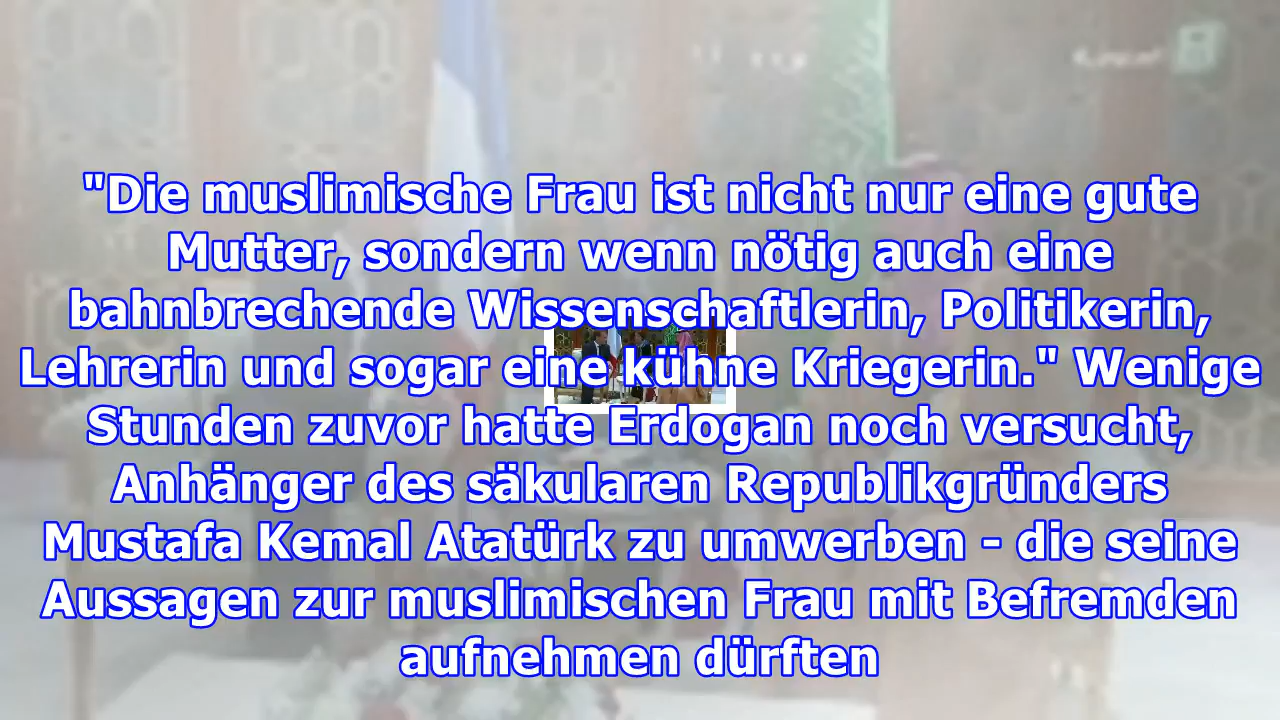 "Die muslimische Frau ist nicht nur eine gute
Mutter, sondern wenn nötig auch eine
bahnbrechende Wissenschaftlerin, Politikerin,
Lehrerin und sogar eine kühne Kriegerin." Wenige
Stunden zuvor hatte Erdogan noch versucht,
Anhänger des säkularen Republikgründers
Mustafa Kemal Atatürk zu umwerben - die seine
Aussagen zur muslimischen Frau mit Befremden
aufnehmen dürften